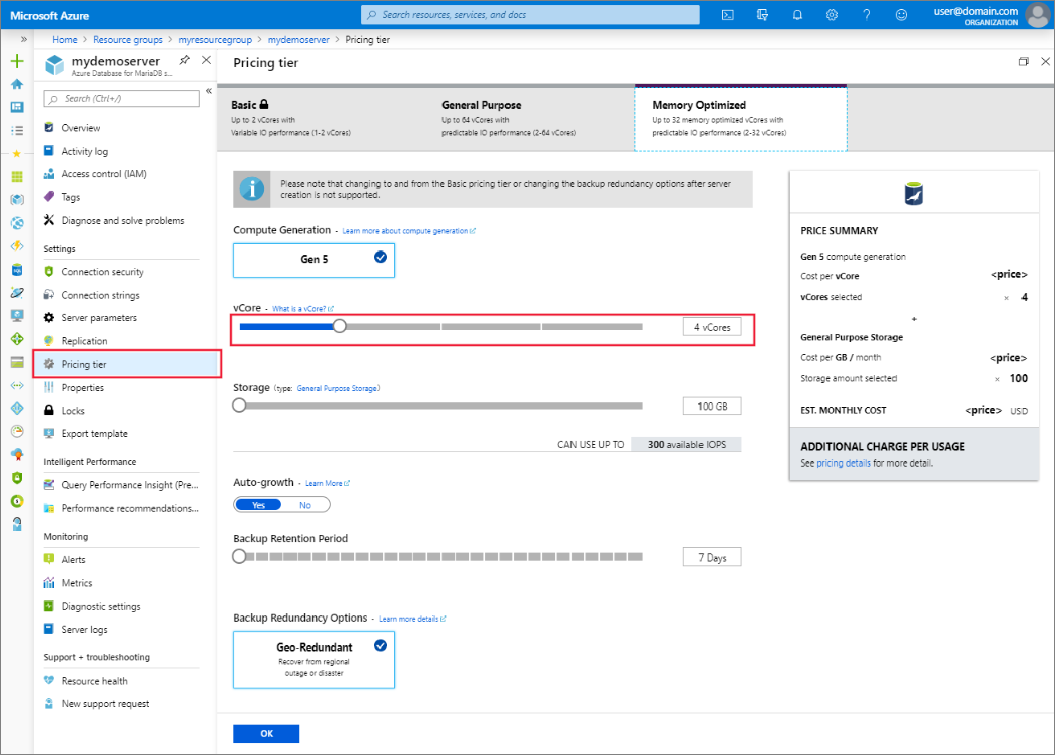 Microsoft Azure
Search resources, services, and docs
user@domain.com
ORGANIZATION
Home > Resource groups > myresourcegroup > mydemoserver > Pricing tier
mydemoserver
Azure Database for MariaDB s...
Search (Ctrl+/)
Overview
Activity log
Access control (IAM)
Tags
Diagnose and solve problems
Settings
Connection security
Connection strings
Server parameters
Replication
Pricing tier
Properties
Locks
Export template
Intelligent Performance
Query Performance Insight (Pre...
Performance recommendations...
Monitoring
Alerts
Metrics
Diagnostic settings
Server logs
Support + troubleshooting
Resource health
New support request
Pricing tier
Basic
Up to 2 vCores with
Variable IO performance (1-2 vCores)
General Purpose
Up to 64 vCores with
predictable IO performance (2-64 vCores)
Memory Optimized
Up to 32 memory optimized vCores with
predictable IO performance (2-32 vCores)
Please note that changing to and from the Basic pricing tier or changing the backup redundancy options after server
creation is not supported.
Compute Generation - Learn more about compute generation
Gen 5
vCore - What is a vCore?
4 vCores
Storage (type: General Purpose Storage)
100 GB
CAN USE UP TO 300 available IOPS
Auto-growth - Learn More
Yes No
Backup Retention Period
7 Days
Backup Redundancy Options - Learn more details
Geo-Redundant
Recover from regional
outage or disaster
OK
PRICE SUMMARY
Gen 5 compute generation
Cost per vCore <price>
vCores selected × 4
+
General Purpose Storage
Cost per GB / month <price>
Storage amount selected × 100
EST. MONTHLY COST <price> USD
ADDITIONAL CHARGE PER USAGE
See pricing details for more detail.